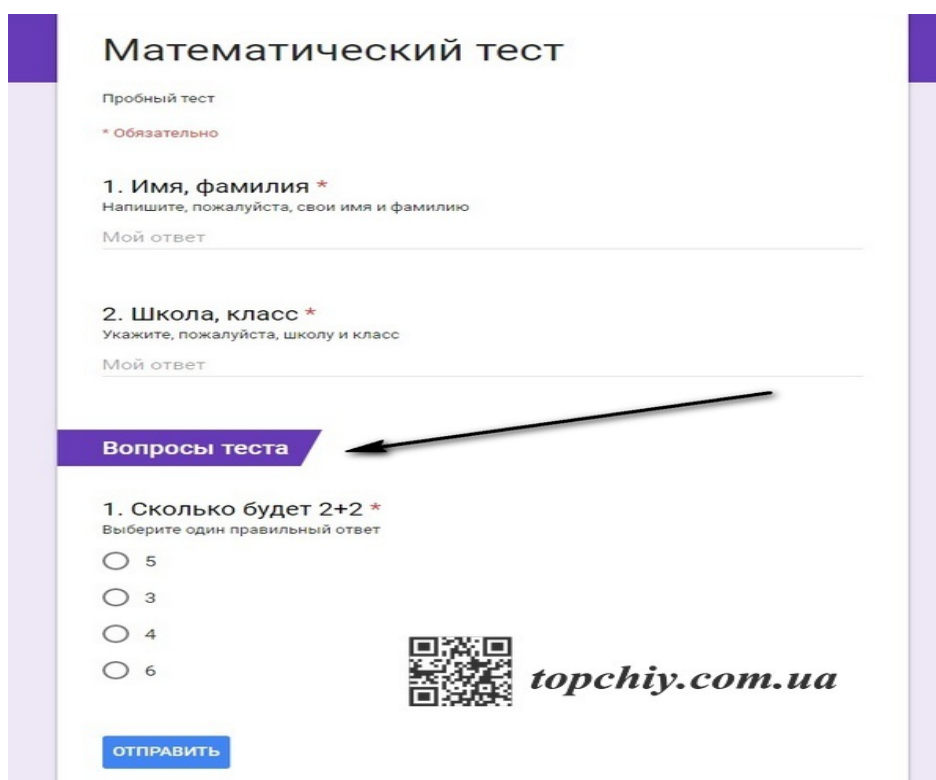 Математический тест
Пробный тест
* Обязательно
1. Имя, фамилия *
Напишите, пожалуйста, свои имя и фамилию
Мой ответ
2. Школа, класс *
Укажите, пожалуйста, школу и класс
Мой ответ
Вопросы теста
1. Сколько будет 2+2 *
Выберите один правильный ответ
5
3
4
6
topchiy.com.ua
ОТПРАВИТЬ